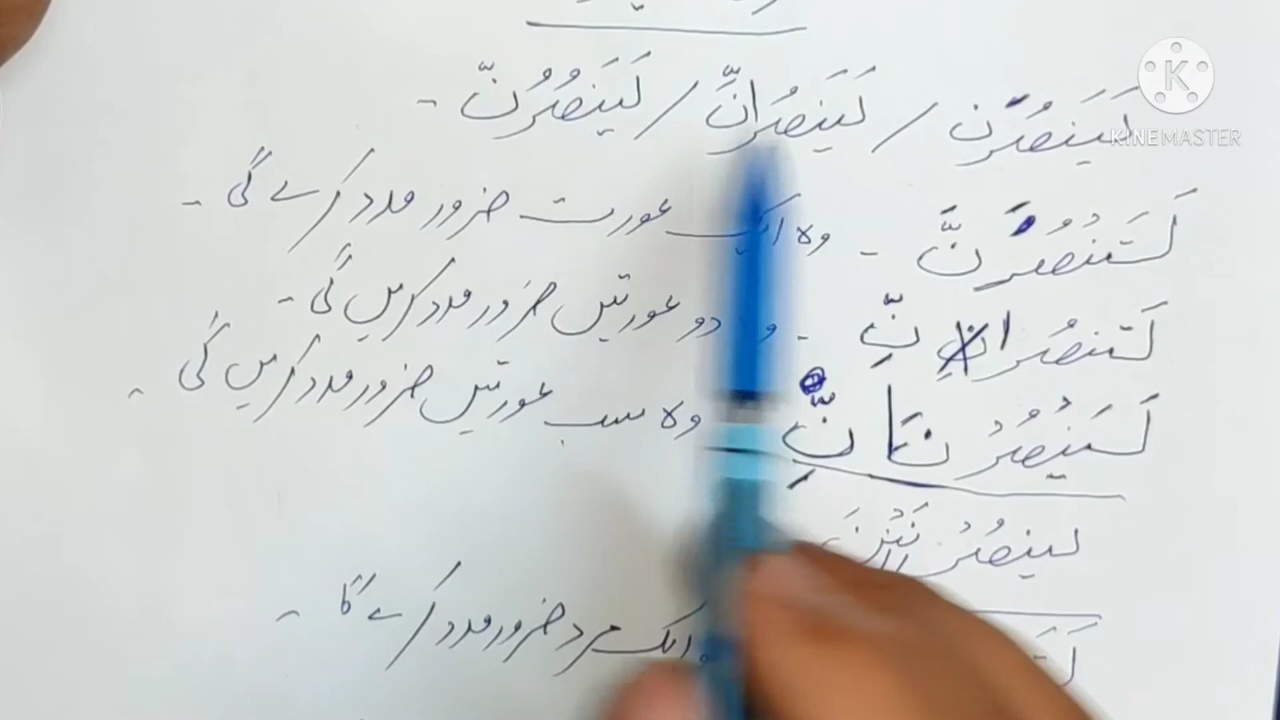 لَيَنصُرَن / لَيَنصُرَانِّ / لَيَنصُرُنّ -
لَتَنصُرَنَّ - وہ ایک عورت ضرور مدد کرے گی -
لَتَنصُرانِّ - وہ دو عورتیں ضرور مدد کریں گی -
لَيَنصُرْنَانِّ وہ سب عورتیں ضرور مدد کریں گی -
ایک مرد ضرور مدد کرے گا -
KINEMASTER